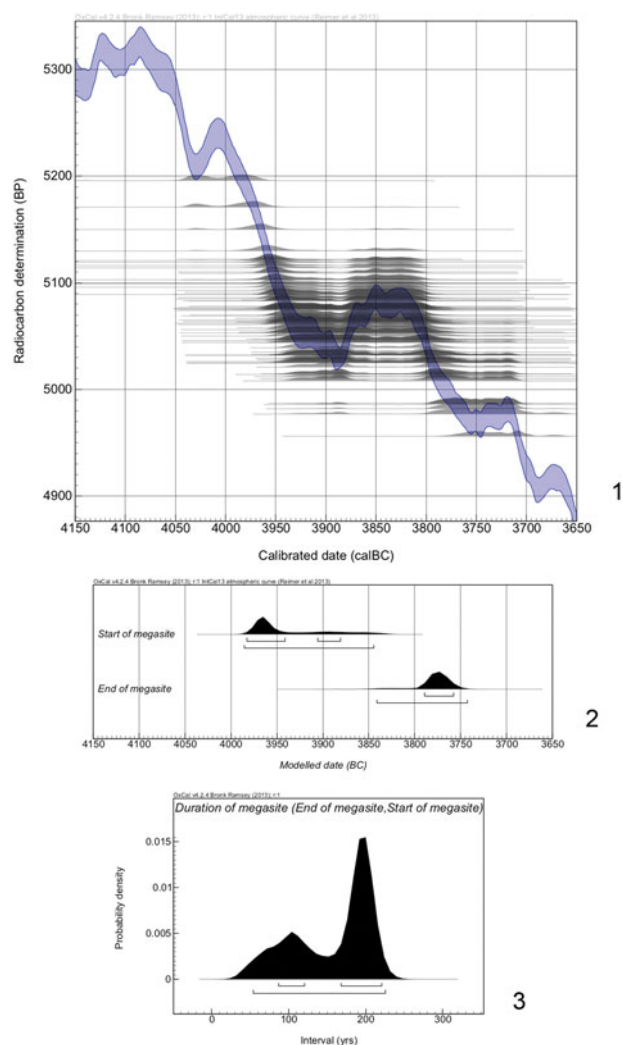 OxCal v4.2.4 Bronk Ramsey (2013); r:1 IntCal13 atmospheric curve (Reimer et al 2013)
5300
5200
5100
5000
4900
Radiocarbon determination (BP)
4150 4100 4050 4000 3950 3900 3850 3800 3750 3700 3650
Calibrated date (calBC)
1
OxCal v4.2.4 Bronk Ramsey (2013); r:1 IntCal13 atmospheric curve (Reimer et al 2013)
Start of megasite
End of megasite
4150 4100 4050 4000 3950 3900 3850 3800 3750 3700 3650
Modelled date (BC)
2
OxCal v4.2.4 Bronk Ramsey (2013); r:1
Duration of megasite (End of megasite,Start of megasite)
0.015
0.01
0.005
0
Probability density
0 100 200 300
Interval (yrs)
3